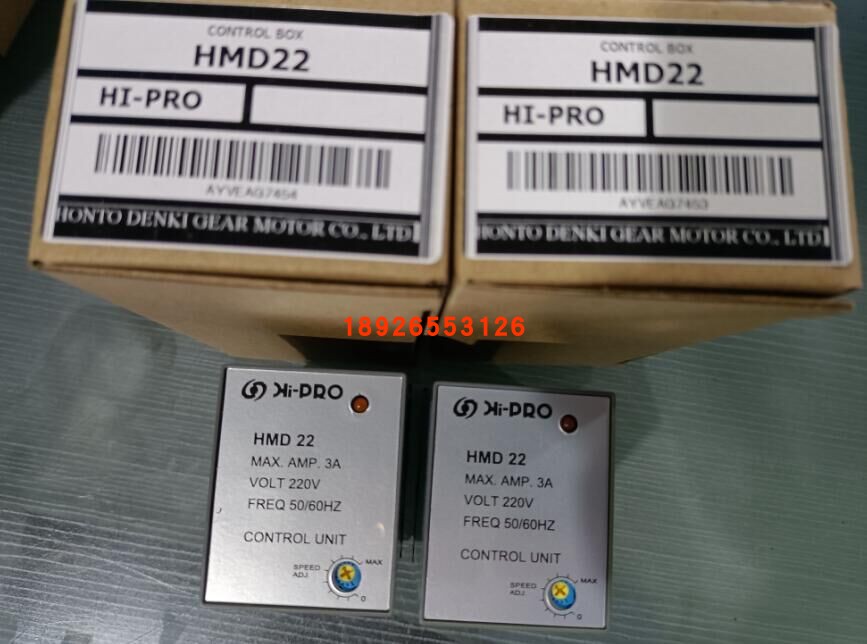 CONTROL BOX
HMD22
HI-PRO
AYVEAG7454
HONTO DENKI GEAR MOTOR CO., LTD
CONTROL BOX
HMD22
HI-PRO
AYVEAG7453
HONTO DENKI GEAR MOTOR CO., LTD
18926553126
Hi-PRO
HMD 22
MAX. AMP. 3A
VOLT 220V
FREQ 50/60HZ
CONTROL UNIT
SPEED
ADJ.
MAX
0
Hi-PRO
HMD 22
MAX. AMP. 3A
VOLT 220V
FREQ 50/60HZ
CONTROL UNIT
SPEED
ADJ.
MAX
0